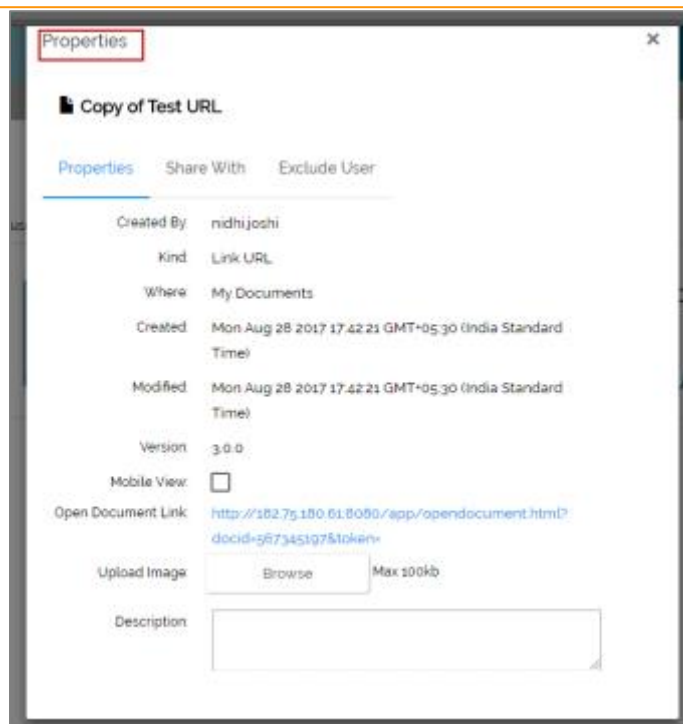 Properties ×
Copy of Test URL
Properties Share With Exclude User
Created By nidhi.joshi
Kind Link URL
Where My Documents
Created Mon Aug 28 2017 17:42:21 GMT+05:30 (India Standard
Time)
Modified Mon Aug 28 2017 17:42:21 GMT+05:30 (India Standard
Time)
Version 3.0.0
Mobile View
Open Document Link http://182.75.180.61:8080/app/opendocument.html?
docid=567345197&token=
Upload Image Browse Max 100kb
Description